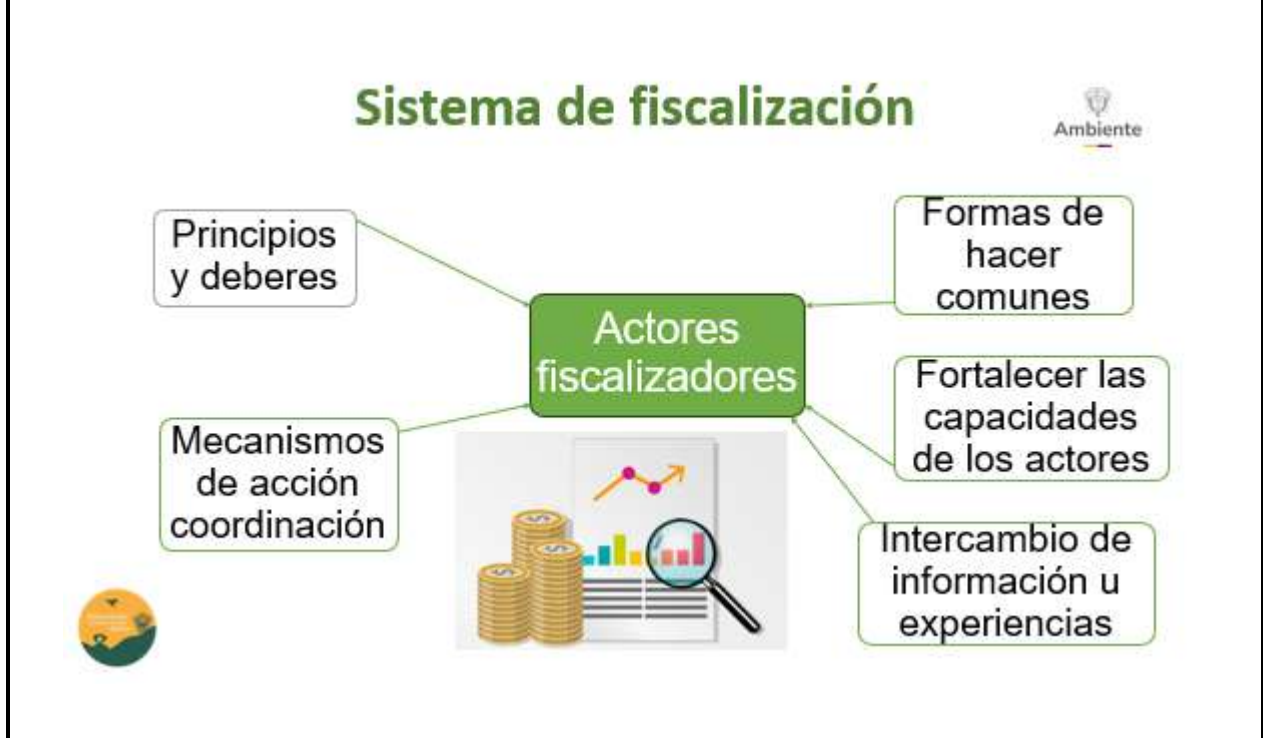 Sistema de fiscalización
Ambiente
Principios
y deberes
Mecanismos
de acción
coordinación
Actores
fiscalizadores
Formas de
hacer
comunes
Fortalecer las
capacidades
de los actores
Intercambio de
información u
experiencias